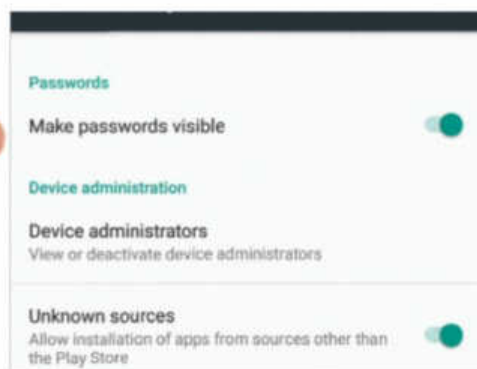 Passwords
Make passwords visible
Device administration
Device administrators
View or deactivate device administrators
Unknown sources
Allow installation of apps from sources other than
the Play Store